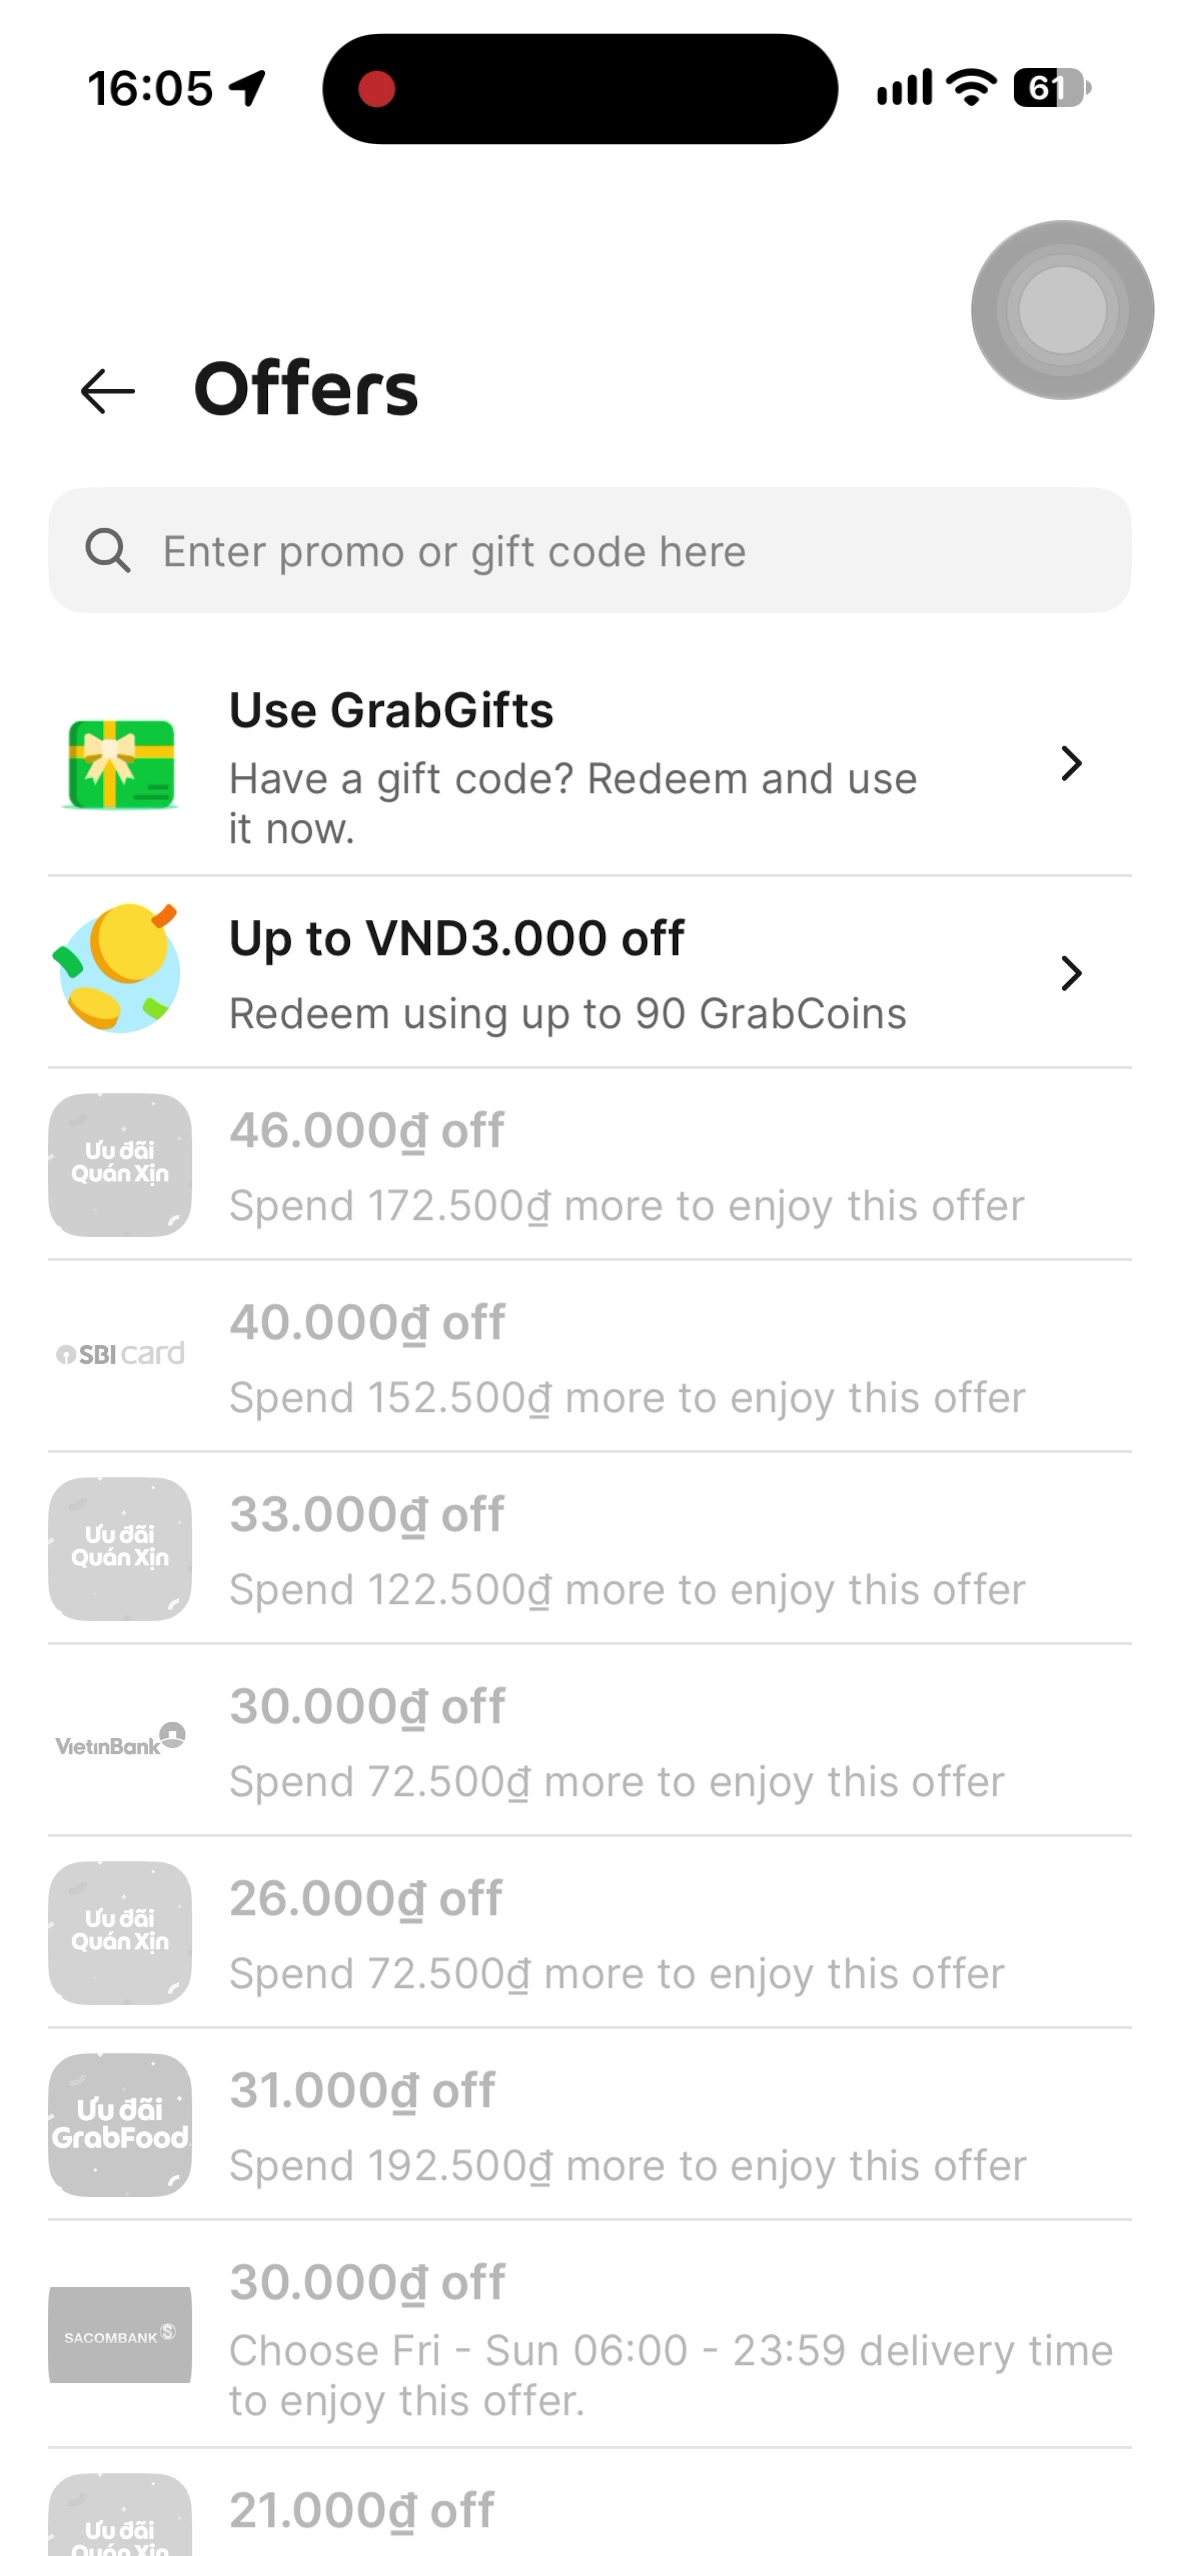 16:05
61
Offers
Enter promo or gift code here
Use GrabGifts
Have a gift code? Redeem and use
it now.
Up to VND3.000 off
Redeem using up to 90 GrabCoins
Ưu đãi
Quán Xịn
46.000₫ off
Spend 172.500₫ more to enjoy this offer
SBI card
40.000₫ off
Spend 152.500₫ more to enjoy this offer
Ưu đãi
Quán Xịn
33.000₫ off
Spend 122.500₫ more to enjoy this offer
VietinBank
30.000₫ off
Spend 72.500₫ more to enjoy this offer
Ưu đãi
Quán Xịn
26.000₫ off
Spend 72.500₫ more to enjoy this offer
Ưu đãi
GrabFood
31.000₫ off
Spend 192.500₫ more to enjoy this offer
SACOMBANK
30.000₫ off
Choose Fri - Sun 06:00 - 23:59 delivery time
to enjoy this offer.
Ưu đãi
Quán Xịn
21.000₫ off